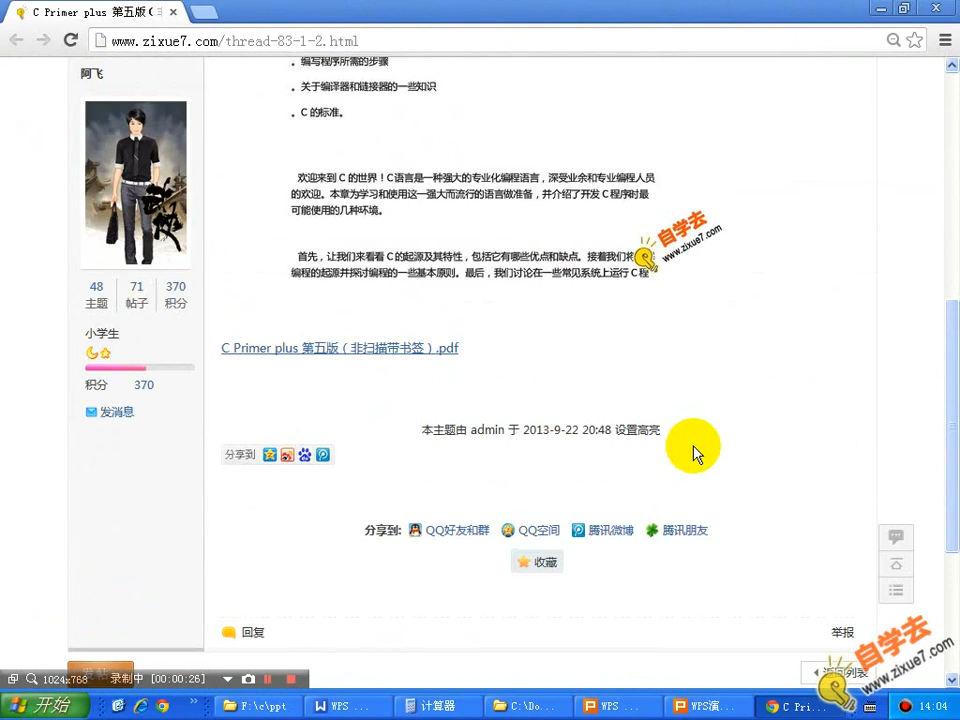 C Primer plus 第五版(
www.zixue7.com/thread-83-1-2.html
阿飞
48 71 370
主题 帖子 积分
小学生
积分 370
发消息
编写程序所需的步骤
关于编译器和链接器的一些知识
C 的标准。
欢迎来到 C 的世界！C语言是一种强大的专业化编程语言，深受业余和专业编程人员
的欢迎。本章为学习和使用这一强大而流行的语言做准备，并介绍了开发 C 程序时最
可能使用的几种环境。
首先，让我们来看看 C 的起源及其特性，包括它有哪些优点和缺点。接着我们将
编程的起源并探讨编程的一些基本原则。最后，我们讨论在一些常见系统上运行 C 程
自学去
www.zixue7.com
C Primer plus 第五版（非扫描带书签）.pdf
本主题由 admin 于 2013-9-22 20:48 设置高亮
分享到
分享到: QQ好友和群 QQ空间 腾讯微博 腾讯朋友
收藏
回复 举报
列表
自学去
www.zixue7.com
1024x768 录制中 [00:00:26]
开始 F:\c\ppt WPS ... 计算器 C:\Do... WPS ... WPS演... C Pri... 14:04